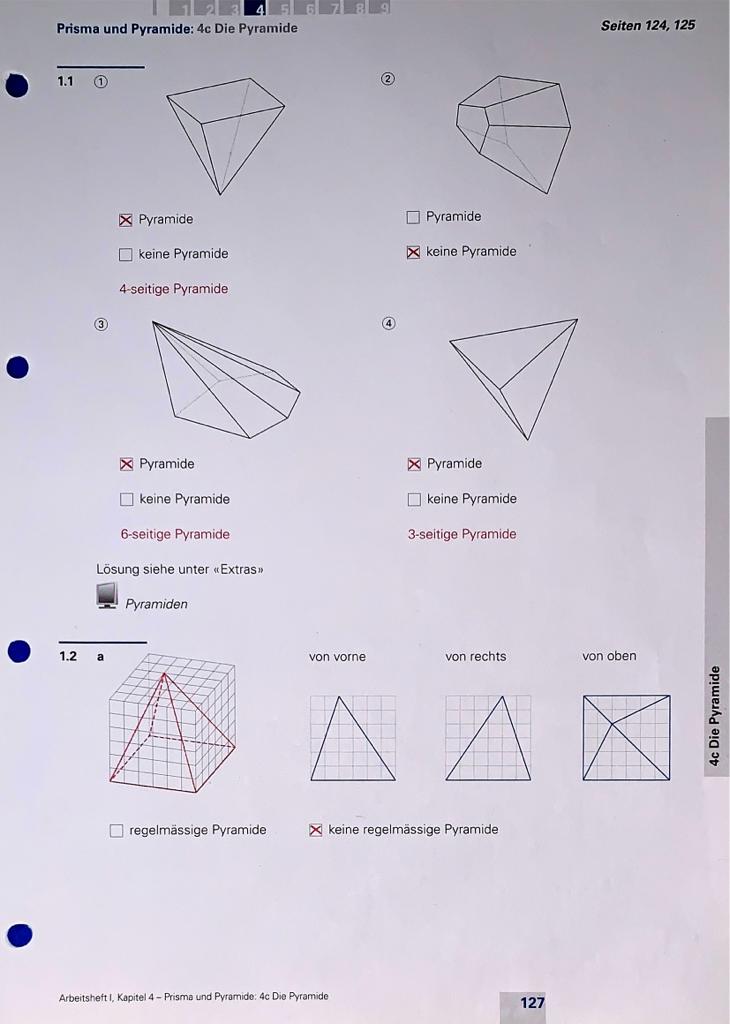 1 2 3 4 5 6 7 8 9
Prisma und Pyramide: 4c Die Pyramide
Seiten 124, 125
1.1 ① ②
Pyramide
keine Pyramide
4-seitige Pyramide
Pyramide
keine Pyramide
③ ④
Pyramide
keine Pyramide
6-seitige Pyramide
Pyramide
keine Pyramide
3-seitige Pyramide
Lösung siehe unter «Extras»
Pyramiden
1.2 a
von vorne
von rechts
von oben
regelmässige Pyramide
keine regelmässige Pyramide
4c Die Pyramide
Arbeitsheft I, Kapitel 4 – Prisma und Pyramide: 4c Die Pyramide
127